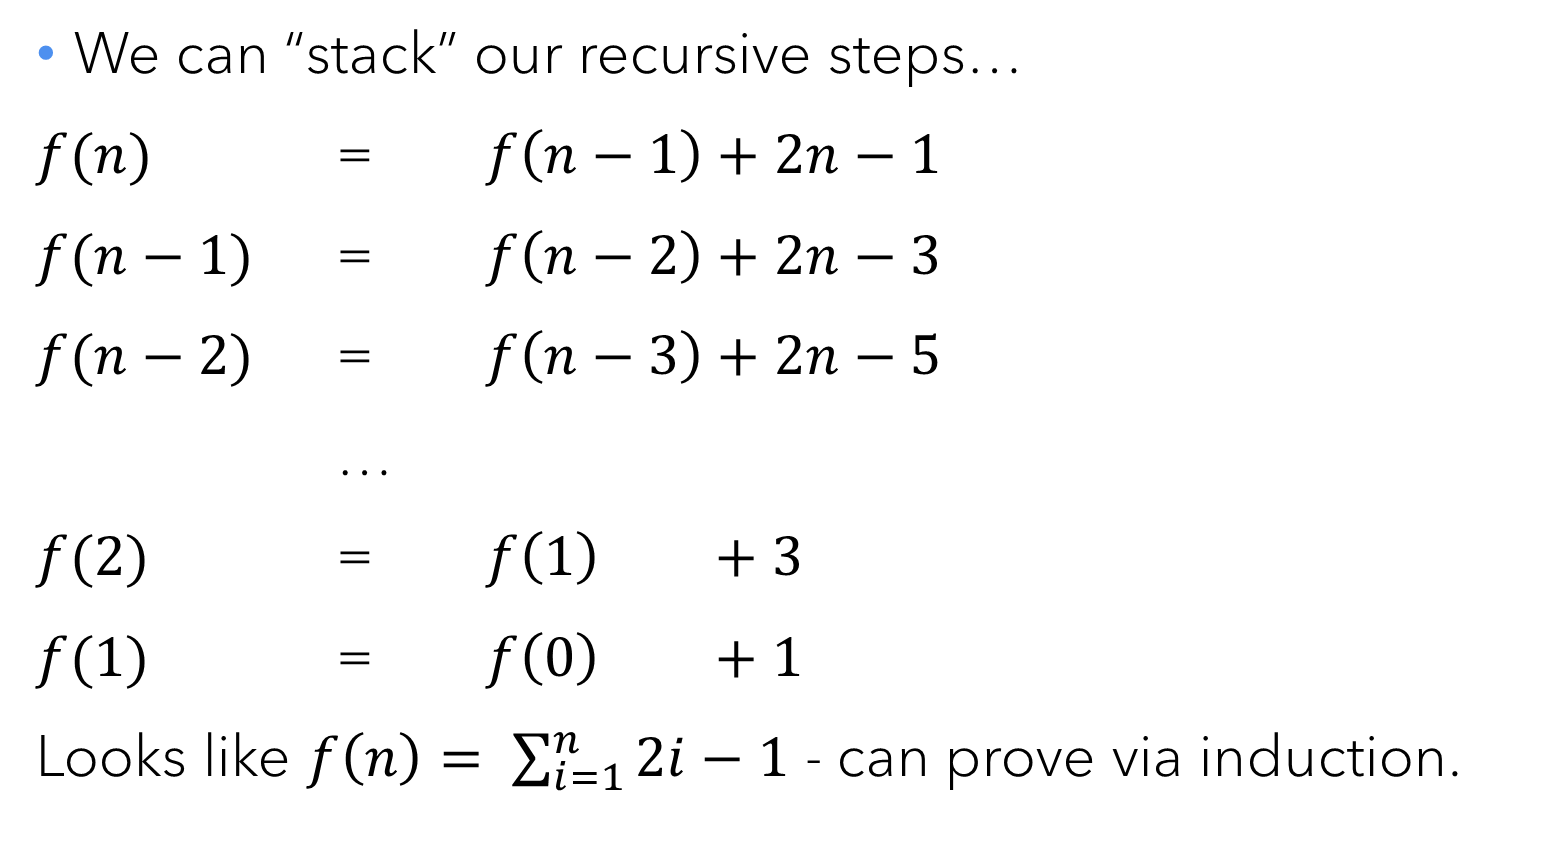 • We can “stack” our recursive steps…
f(n) = f(n − 1) + 2n − 1
f(n − 1) = f(n − 2) + 2n − 3
f(n − 2) = f(n − 3) + 2n − 5
…
f(2) = f(1) + 3
f(1) = f(0) + 1
Looks like f(n) = ∑ⁿᵢ₌₁ 2i − 1 - can prove via induction.